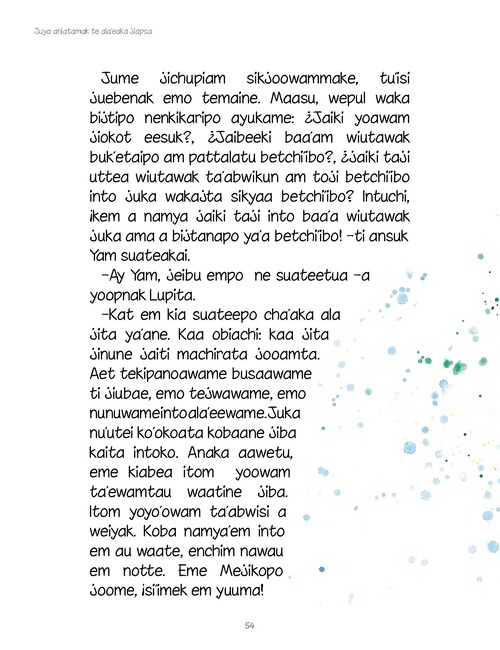 Juya aniatamak te ala'eaka jiapsa
Jume jichupiam sikjoowammake, tu'isi
juebenak emo temaine. Maasu, wepul waka
bijtipo nenkikaripo ayukame: ¿Jaiki yoawam
jiokot eesuk?, ¿Jaibeeki baa'am wiutawak
buk'etaipo am pattalatu betchi'ibo?, ¿jaiki taji
uttea wiutawak ta'abwikun am toji betchi'ibo
into juka wakajta sikyaa betchi'ibo? Intuchi,
¡kem a namya jaiki taji into baa'a wiutawak
juka ama a bijtanapo ya'a betchi'ibo! –ti ansuk
Yam suateakai.
–Ay Yam, jeibu empo ne suateetua –a
yoopnak Lupita.
–Kat em kia suateepo cha'aka ala
jita ya'ane. Kaa obiachi: kaa jita
jinune jaiti machirata jooamta.
Aet tekipanoawame busaawame
ti jiubae, emo tejwawame, emo
nunuwameintoala'eewame.Juka
nu'utei ko'okoata kobaane jiba
kaita intoko. Anaka aawetu,
eme kiabea itom yoowam
ta'ewamtau waatine jiba.
Itom yoyo'owam ta'abwisi a
weiyak. Koba namya'em into
em au waate, enchim nawau
em notte. Eme Mejikopo
joome, ¡si'imek em yuuma!
54